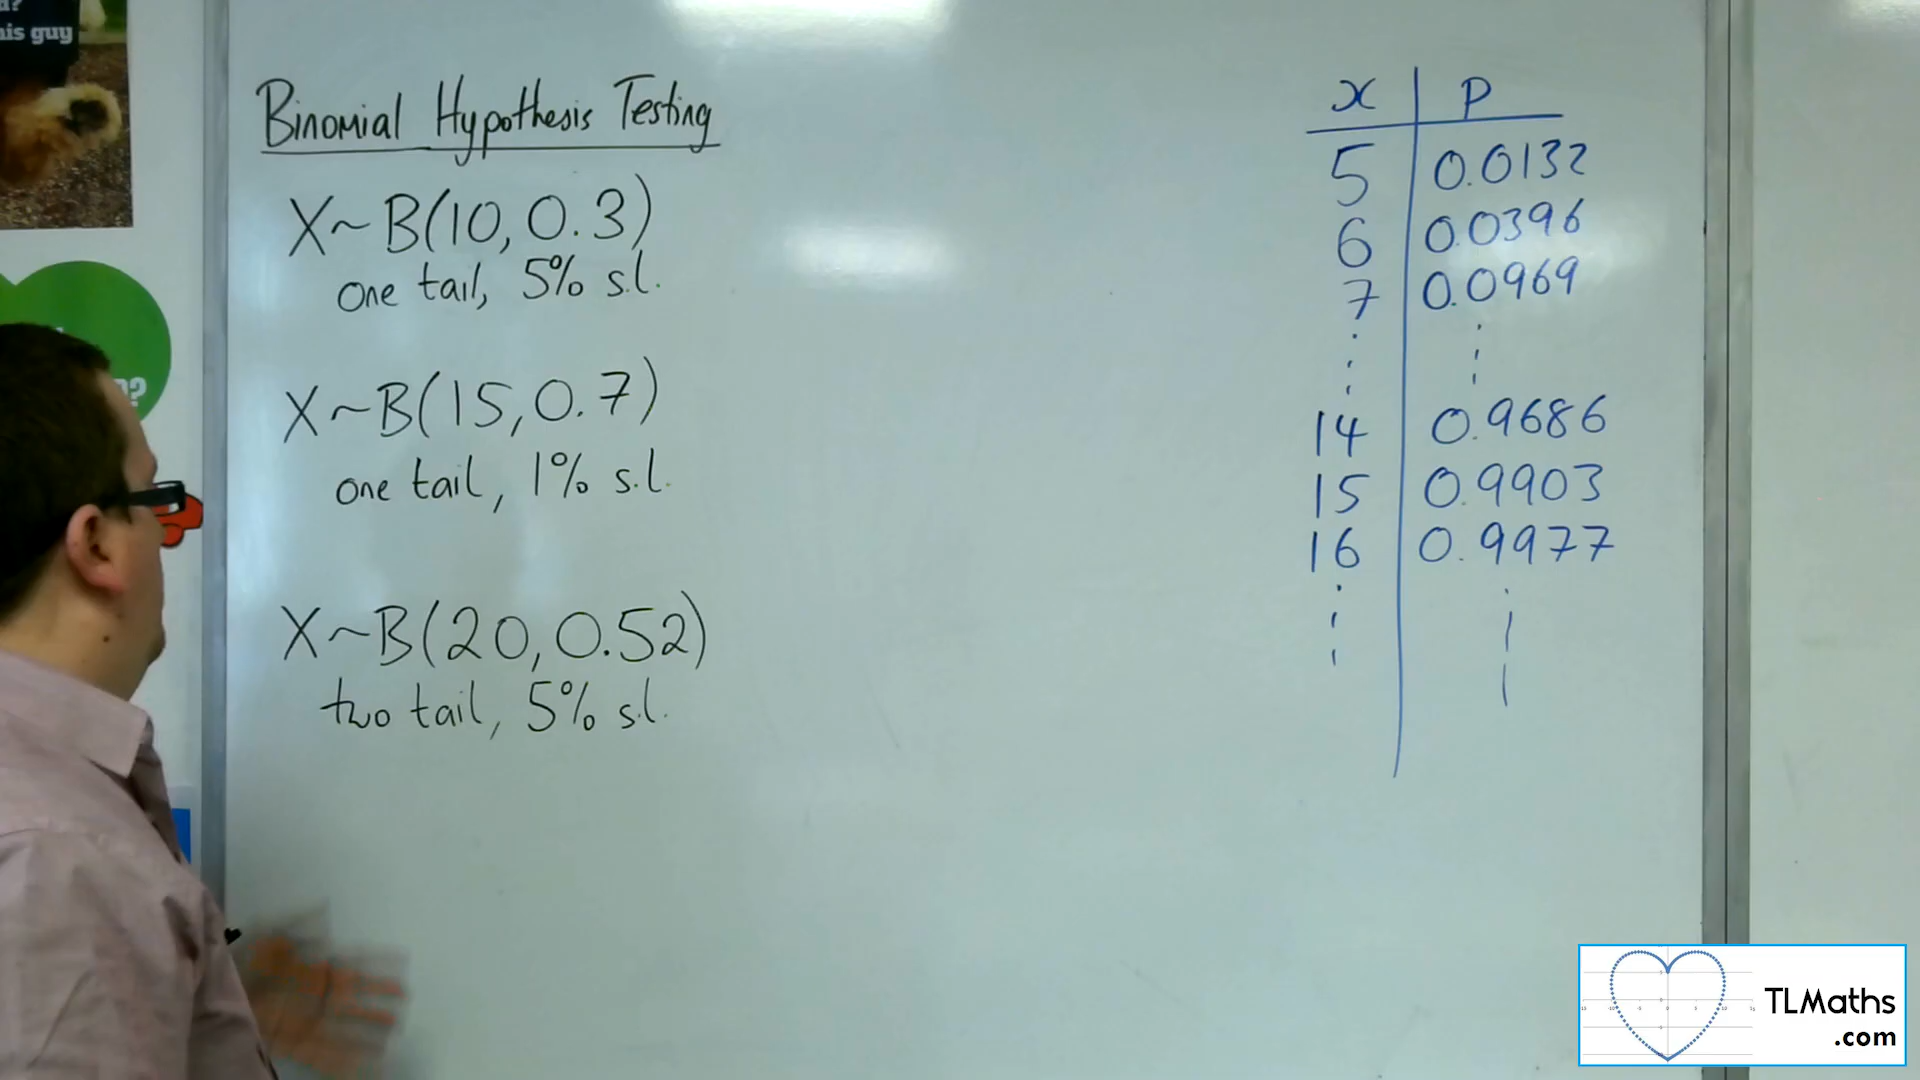 his guy
?
Binomial Hypothesis Testing
X~B(10,0.3)
one tail, 5% s.l.
X~B(15,0.7)
one tail, 1% s.l.
X~B(20,0.52)
two tail, 5% s.l.
x P
5 0.0132
6 0.0396
7 0.0969
14 0.9686
15 0.9903
16 0.9977
TLMaths
.com